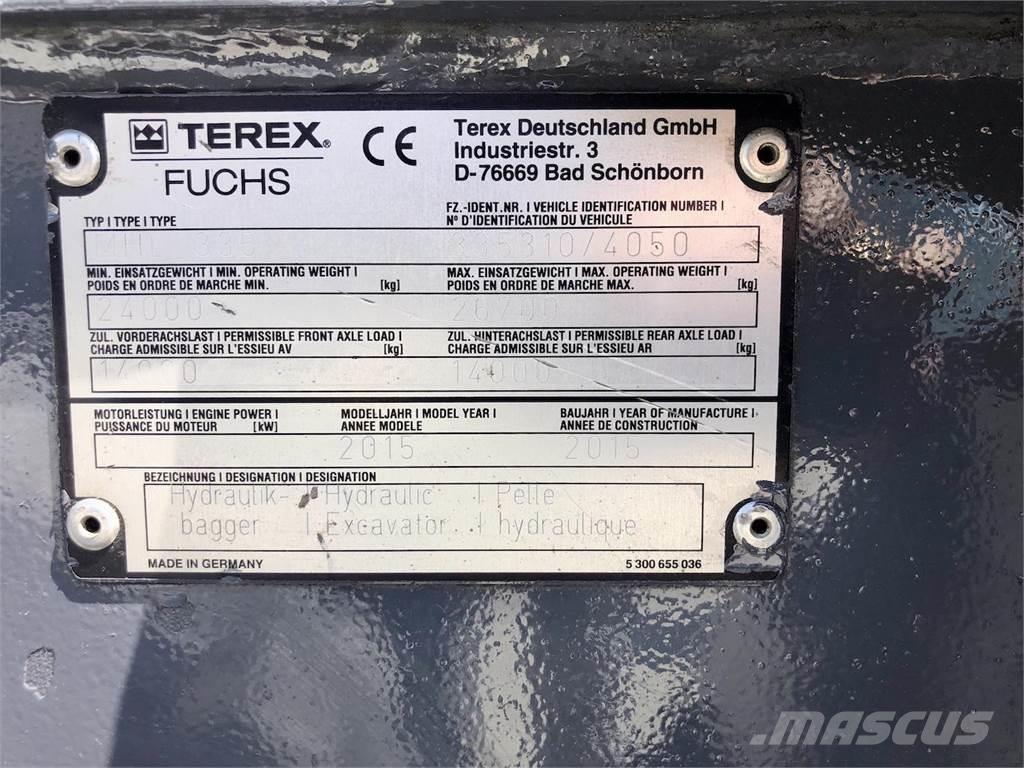 TEREX®
FUCHS
CE
Terex Deutschland GmbH
Industriestr. 3
D-76669 Bad Schönborn
TYP I TYPE I TYPE
FZ.-IDENT.NR. I VEHICLE IDENTIFICATION NUMBER I
N° D'IDENTIFICATION DU VEHICULE
MIN. EINSATZGEWICHT I MIN. OPERATING WEIGHT I
POIDS EN ORDRE DE MARCHE MIN. [kg]
24000
MAX. EINSATZGEWICHT I MAX. OPERATING WEIGHT I
POIDS EN ORDRE DE MARCHE MAX. [kg]
ZUL. VORDERACHSLAST I PERMISSIBLE FRONT AXLE LOAD I
CHARGE ADMISSIBLE SUR L'ESSIEU AV [kg]
14000
ZUL. HINTERACHSLAST I PERMISSIBLE REAR AXLE LOAD I
CHARGE ADMISSIBLE SUR L'ESSIEU AR [kg]
14000
MOTORLEISTUNG I ENGINE POWER I
PUISSANCE DU MOTEUR [kW]
MODELLJAHR I MODEL YEAR I
ANNEE MODELE
2015
BAUJAHR I YEAR OF MANUFACTURE I
ANNEE DE CONSTRUCTION
2015
BEZEICHNUNG I DESIGNATION I DESIGNATION
Hydraulik- I Hydraulic I Pelle
bagger I Excavator I hydraulique
MADE IN GERMANY
5 300 655 036
MASCUS